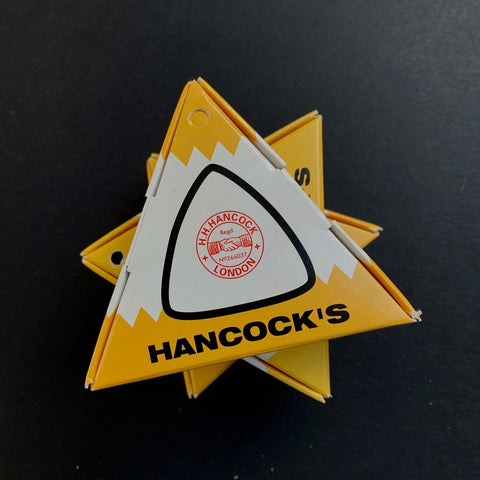 H.H.HANCOCK
Regd
Nº266037
LONDON
HANCOCK'S
S